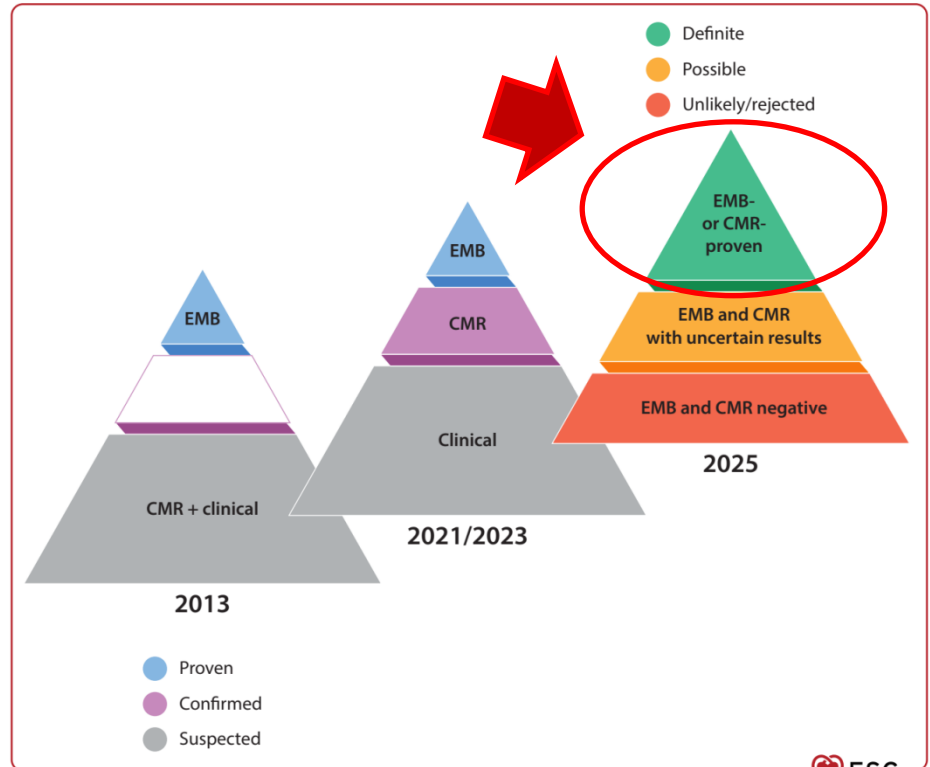 Definite
Possible
Unlikely/rejected
EMB
CMR + clinical
2013
EMB
CMR
Clinical
2021/2023
EMB-
or CMR-
proven
EMB and CMR
with uncertain results
EMB and CMR negative
2025
Proven
Confirmed
Suspected